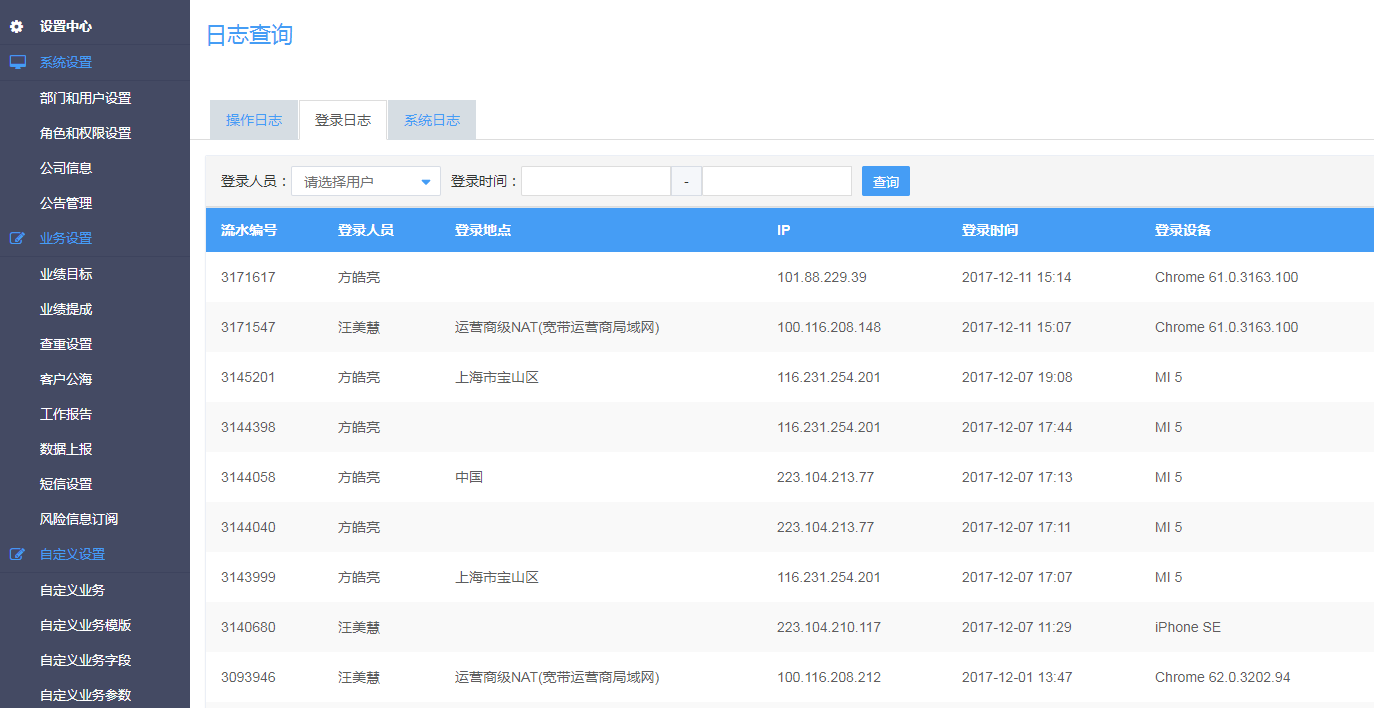 设置中心
系统设置
部门和用户设置
角色和权限设置
公司信息
公告管理
业务设置
业绩目标
业绩提成
查重设置
客户公海
工作报告
数据上报
短信设置
风险信息订阅
自定义设置
自定义业务
自定义业务模版
自定义业务字段
自定义业务参数
日志查询
操作日志 登录日志 系统日志
登录人员： 请选择用户 登录时间： - 查询
流水编号 登录人员 登录地点 IP 登录时间 登录设备
3171617 方皓亮 101.88.229.39 2017-12-11 15:14 Chrome 61.0.3163.100
3171547 汪美慧 运营商级NAT(宽带运营商局域网) 100.116.208.148 2017-12-11 15:07 Chrome 61.0.3163.100
3145201 方皓亮 上海市宝山区 116.231.254.201 2017-12-07 19:08 MI 5
3144398 方皓亮 116.231.254.201 2017-12-07 17:44 MI 5
3144058 方皓亮 中国 223.104.213.77 2017-12-07 17:13 MI 5
3144040 方皓亮 223.104.213.77 2017-12-07 17:11 MI 5
3143999 方皓亮 上海市宝山区 116.231.254.201 2017-12-07 17:07 MI 5
3140680 汪美慧 223.104.210.117 2017-12-07 11:29 iPhone SE
3093946 汪美慧 运营商级NAT(宽带运营商局域网) 100.116.208.212 2017-12-01 13:47 Chrome 62.0.3202.94